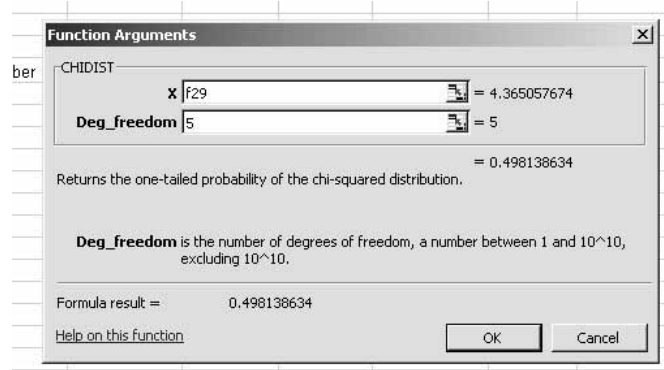 Function Arguments
ber
CHIDIST
X f29 = 4.365057674
Deg_freedom 5 = 5
= 0.498138634
Returns the one-tailed probability of the chi-squared distribution.
Deg_freedom is the number of degrees of freedom, a number between 1 and 10^10,
excluding 10^10.
Formula result = 0.498138634
Help on this function OK Cancel